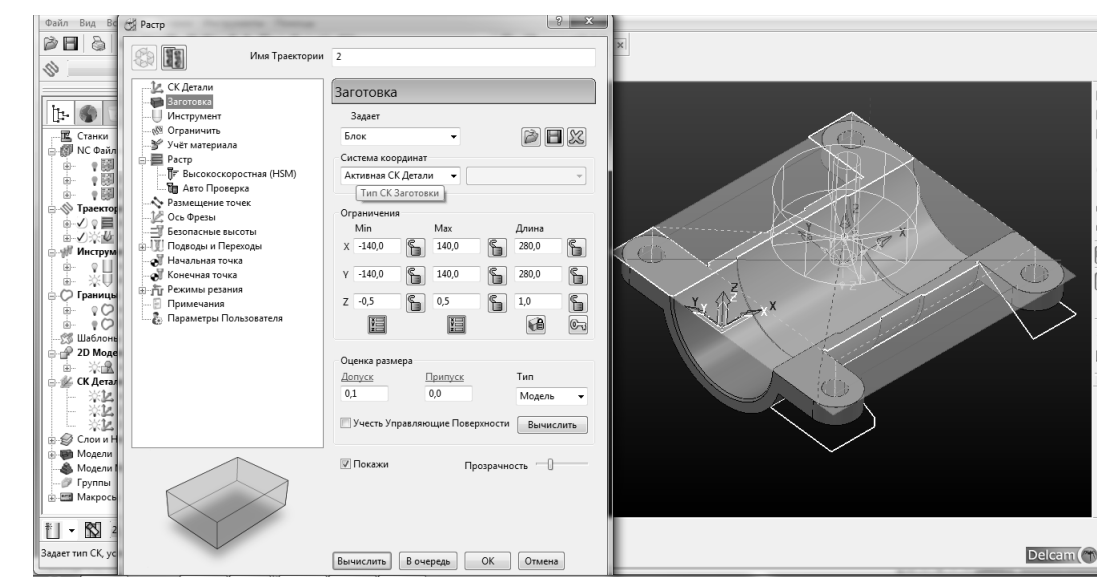 Файл Вид
Растр
Имя Траектории 2
СК Детали
Заготовка
Инструмент
Ограничить
Учёт материала
Растр
Высокоскоростная (HSM)
Авто Проверка
Размещение точек
Ось Фрезы
Безопасные высоты
Подводы и Переходы
Начальная точка
Конечная точка
Режимы резания
Примечания
Параметры Пользователя
Заготовка
Задает
Блок
Система координат
Активная СК Детали
Тип СК Заготовки
Ограничения
Min Max Длина
X -140,0 140,0 280,0
Y -140,0 140,0 280,0
Z -0,5 0,5 1,0
Оценка размера
Допуск Припуск Тип
0,1 0,0 Модель
Учесть Управляющие Поверхности Вычислить
Покажи Прозрачность
Вычислить В очередь OK Отмена
Станки
NC Файл
Траектор
Инструм
Границы
Шаблон
2D Моде
СК Детал
Слои и Н
Модели
Модели
Группы
Макросы
2
Задает тип СК, ус
Z
X
Y
Z
X
Y
Z
X
Delcam